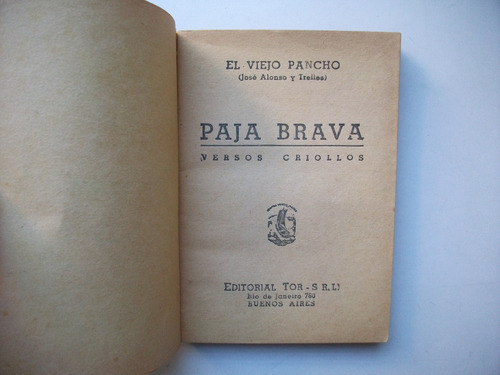 EL VIEJO PANCHO
(José Alonso y Trelles)
PAJA BRAVA
VERSOS CRIOLLOS
EDITORIAL TOR - S R.L)
Río de Janeiro 760
BUENOS AIRES